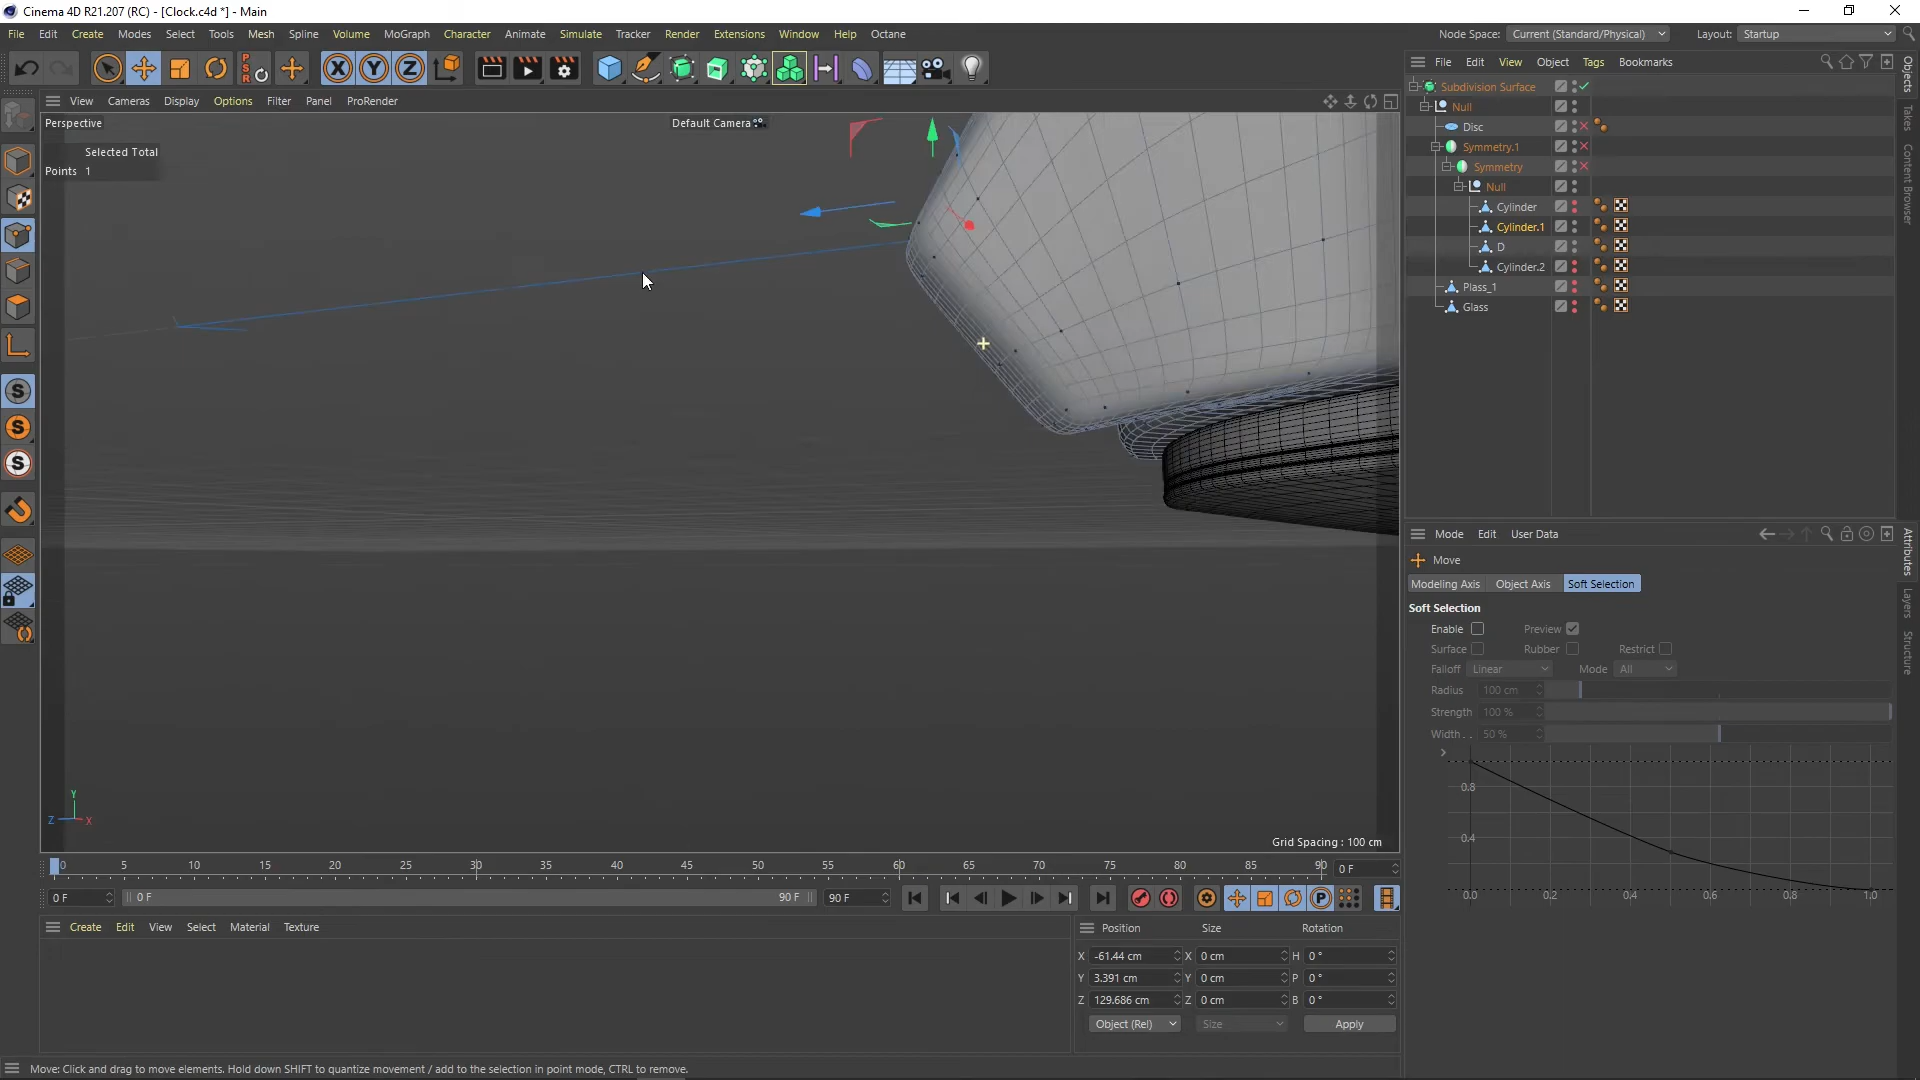 Cinema 4D R21.207 (RC) - [Clock.c4d *] - Main
File Edit Create Modes Select Tools Mesh Spline Volume MoGraph Character Animate Simulate Tracker Render Extensions Window Help Octane
Node Space: Current (Standard/Physical) Layout: Startup
PSR X Y Z
File Edit View Object Tags Bookmarks
View Cameras Display Options Filter Panel ProRender
Perspective
Default Camera
Selected Total
Points 1
Subdivision Surface
Null
Disc
Symmetry.1
Symmetry
Null
Cylinder
Cylinder.1
D
Cylinder.2
Plass_1
Glass
Objects
Takes
Content Browser
S
S
S
Mode Edit User Data
Move
Modeling Axis Object Axis Soft Selection
Soft Selection
Enable Preview
Surface Rubber Restrict
Falloff Linear Mode All
Radius 100 cm
Strength 100 %
Width . . 50 %
0.8
0.4
0.0 0.2 0.4 0.6 0.8 1.0
Attributes
Layers
Structure
Y
Z X
Grid Spacing : 100 cm
0 5 10 15 20 25 30 35 40 45 50 55 60 65 70 75 80 85 90 0 F
0 F 0 F 90 F 90 F P
Create Edit View Select Material Texture
Position Size Rotation
X -61.44 cm X 0 cm H 0 °
Y 3.391 cm Y 0 cm P 0 °
Z 129.686 cm Z 0 cm B 0 °
Object (Rel) Size Apply
Move: Click and drag to move elements. Hold down SHIFT to quantize movement / add to the selection in point mode, CTRL to remove.